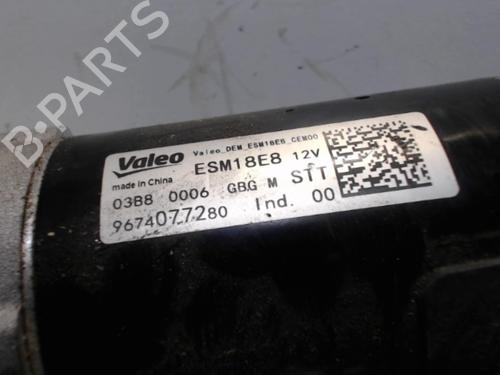 B-PARTS
Valeo Valeo_DEM_ESM18E8_CEM00
ESM18E8 12V
made in China
03B8 0006 GBG M STT
9674077280 Ind. 00